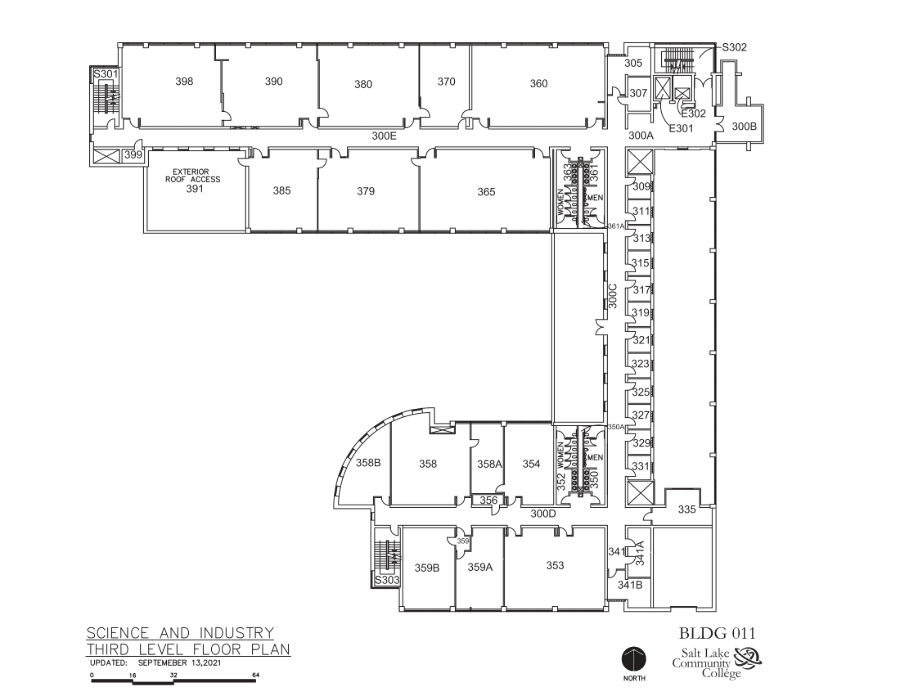 S302
S301
398
390
380
370
360
305
307
E302
E301
300A
300B
300E
399
EXTERIOR
ROOF ACCESS
391
385
379
365
363
WOMEN
361
MEN
309
311
361A
313
315
317
300C
319
321
323
325
327
350A
329
331
358B
358
358A
354
352
WOMEN
350
MEN
356
300D
335
359
341
341A
359B
359A
353
S303
341B
SCIENCE AND INDUSTRY
THIRD LEVEL FLOOR PLAN
UPDATED: SEPTEMEBER 13,2021
0 16 32 64
NORTH
BLDG 011
Salt Lake
Community
College